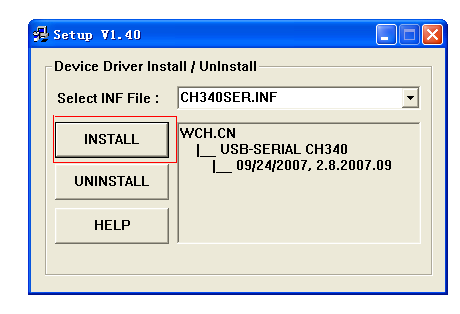 Setup V1.40
Device Driver Install / UnInstall
Select INF File :
CH340SER.INF
INSTALL
WCH.CN
|__ USB-SERIAL CH340
|__ 09/24/2007, 2.8.2007.09
UNINSTALL
HELP